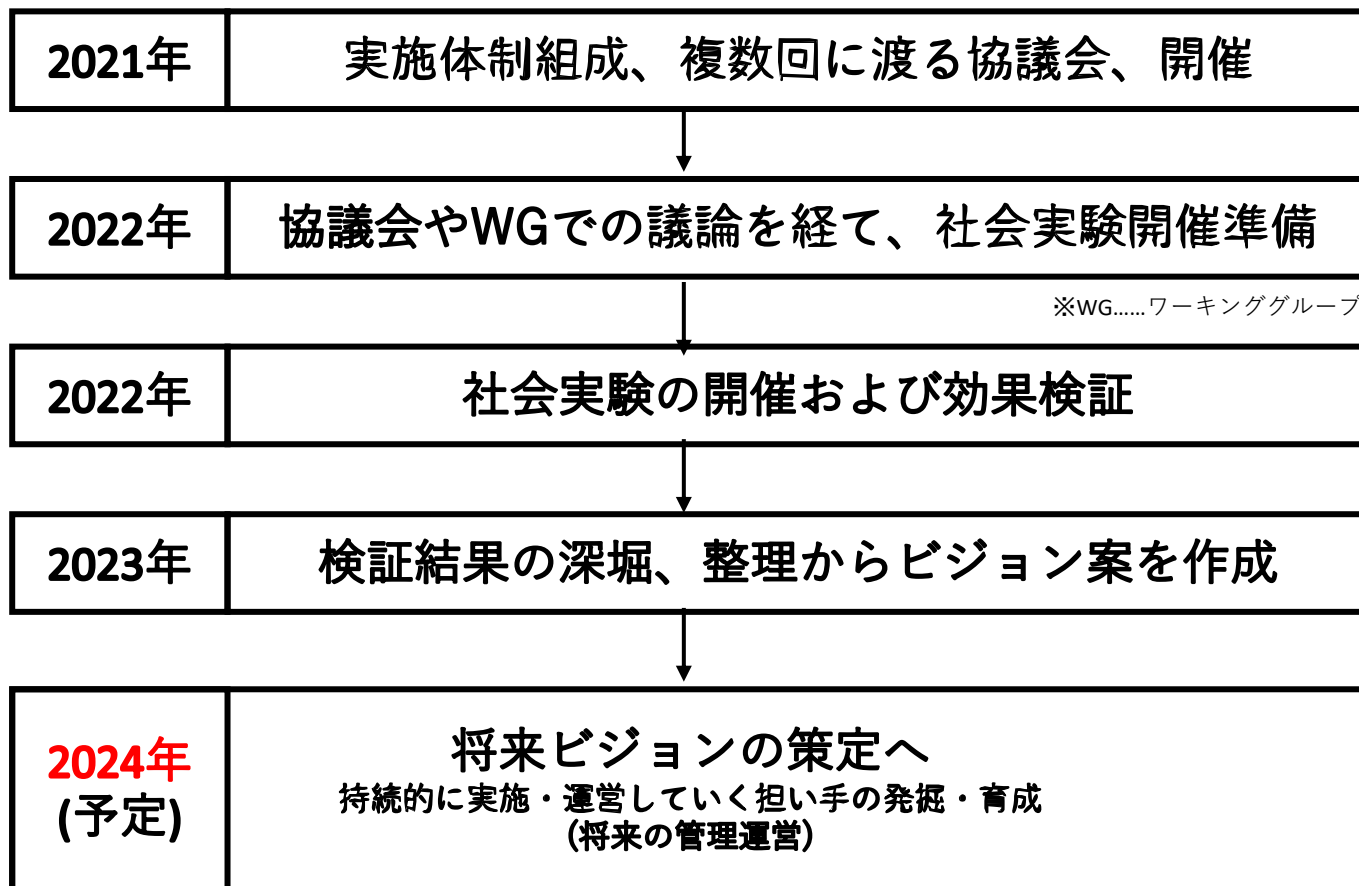 2021年 実施体制組成、複数回に渡る協議会、開催
2022年 協議会やWGでの議論を経て、社会実験開催準備
※WG……ワーキンググループ
2022年 社会実験の開催および効果検証
2023年 検証結果の深堀、整理からビジョン案を作成
2024年
(予定)
将来ビジョンの策定へ
持続的に実施・運営していく担い手の発掘・育成
(将来の管理運営)